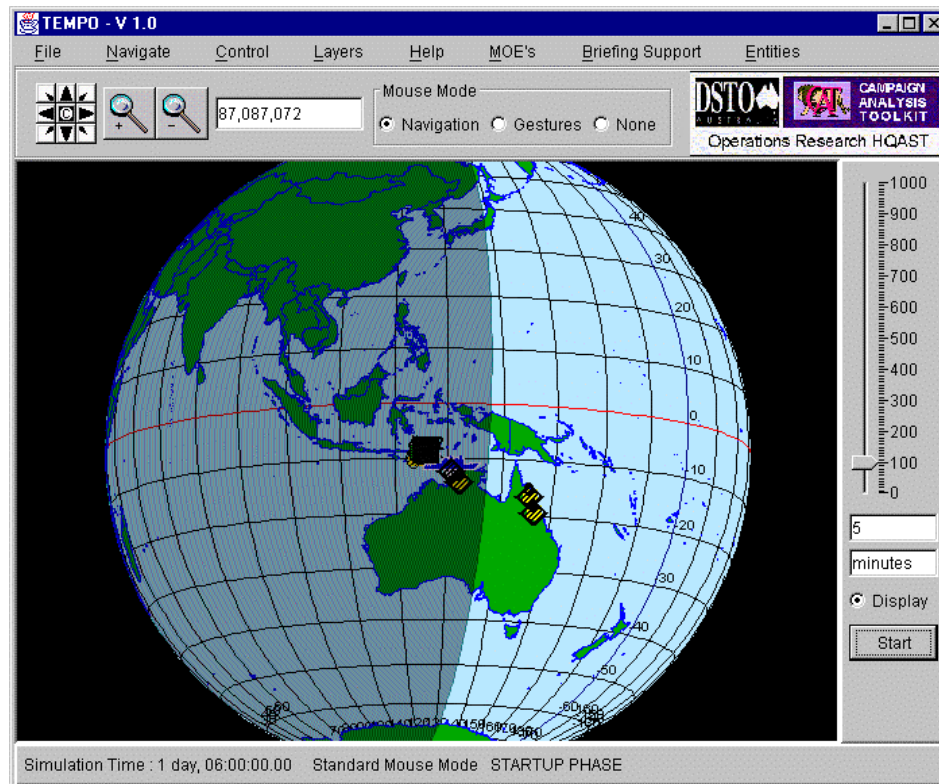 TEMPO - V 1.0
File Navigate Control Layers Help MOE's Briefing Support Entities
87,087,072
Mouse Mode
Navigation Gestures None
DSTO
AUSTRALIA
CAT
CAMPAIGN
ANALYSIS
TOOLKIT
Operations Research HQAST
C
+ -
40
30
20
10
0
-10
-20
-30
-40
-50
-60
1000
900
800
700
600
500
400
300
200
100
0
5
minutes
Display
Start
Simulation Time : 1 day, 06:00:00.00 Standard Mouse Mode STARTUP PHASE